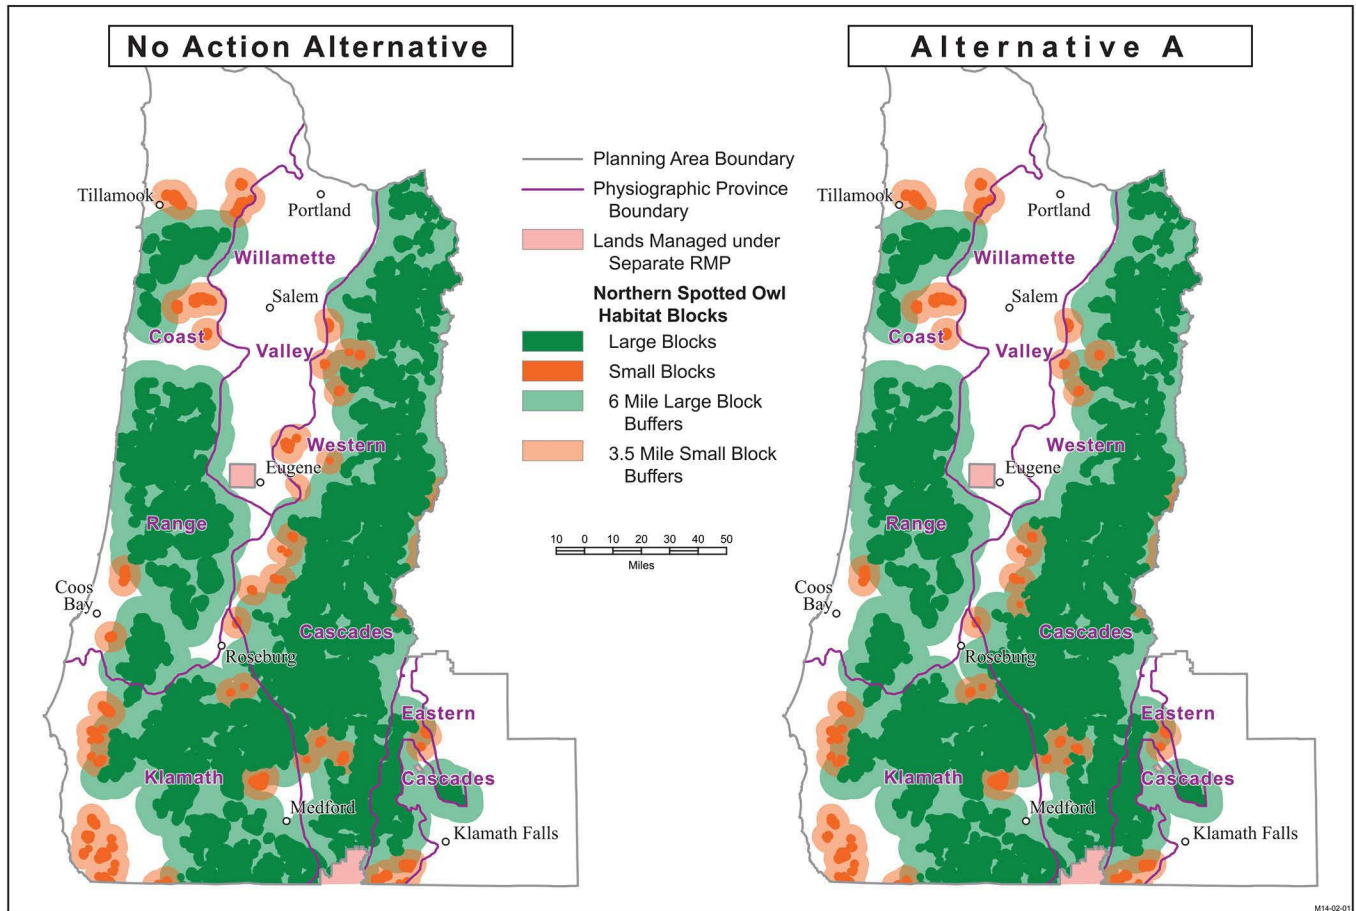 No Action Alternative
Tillamook
Portland
Willamette
Salem
Coast
Valley
Western
Eugene
Range
Coos
Bay
Cascades
Roseburg
Eastern
Klamath
Cascades
Medford
Klamath Falls
Planning Area Boundary
Physiographic Province
Boundary
Lands Managed under
Separate RMP
Northern Spotted Owl
Habitat Blocks
Large Blocks
Small Blocks
6 Mile Large Block
Buffers
3.5 Mile Small Block
Buffers
10 0 10 20 30 40 50
Miles
Alternative A
Tillamook
Portland
Willamette
Salem
Coast
Valley
Western
Eugene
Range
Coos
Bay
Cascades
Roseburg
Eastern
Klamath
Cascades
Medford
Klamath Falls
M14-02-01